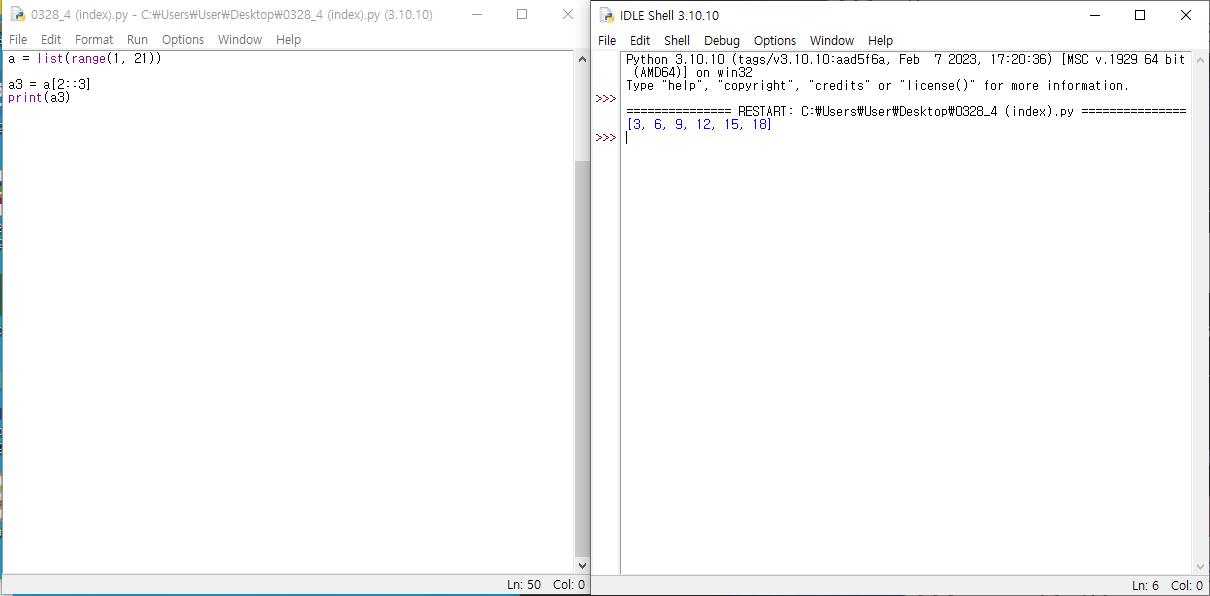 0328_4 (index).py - C:₩Users₩User₩Desktop₩0328_4 (index).py (3.10.10)
File Edit Format Run Options Window Help
a = list(range(1, 21))
a3 = a[2::3]
print(a3)
Ln: 50 Col: 0
IDLE Shell 3.10.10
File Edit Shell Debug Options Window Help
Python 3.10.10 (tags/v3.10.10:aad5f6a, Feb  7 2023, 17:20:36) [MSC v.1929 64 bit
(AMD64)] on win32
Type "help", "copyright", "credits" or "license()" for more information.
>>>
=============== RESTART: C:₩Users₩User₩Desktop₩0328_4 (index).py ===============
[3, 6, 9, 12, 15, 18]
>>>
Ln: 6 Col: 0